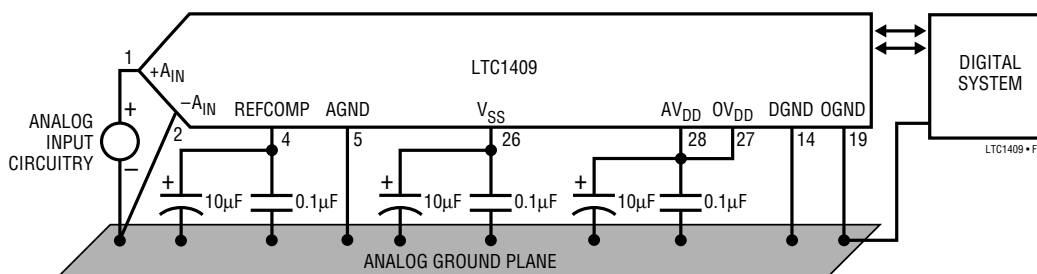 1
+AIN
LTC1409
DIGITAL
SYSTEM
−AIN
2
ANALOG
INPUT
CIRCUITRY
+
−
REFCOMP
AGND
VSS
AVDD
OVDD
DGND
OGND
4
5
26
28
27
14
19
LTC1409 • F
+
10µF
0.1µF
+
10µF
0.1µF
+
10µF
0.1µF
ANALOG GROUND PLANE